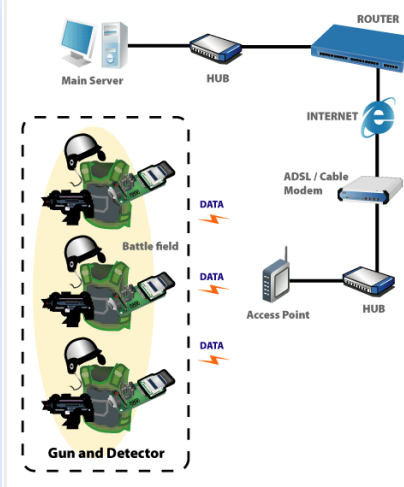 ROUTER
Main Server
HUB
INTERNET
ADSL / Cable
Modem
DATA
Battle field
DATA
Access Point
HUB
DATA
Gun and Detector